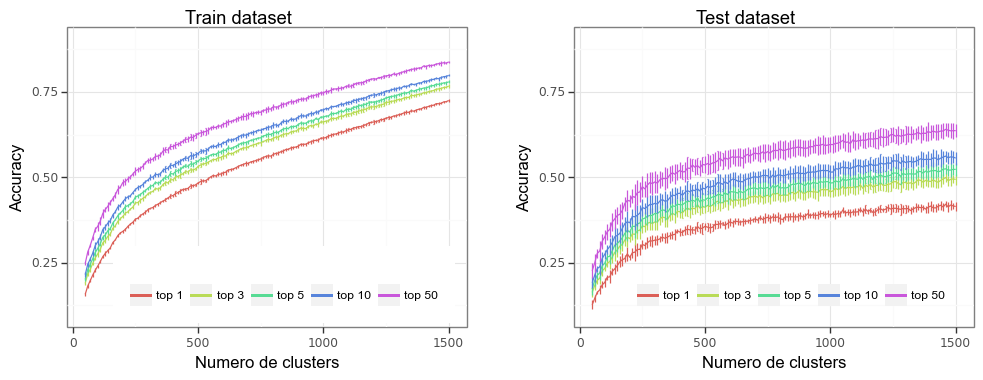 Train dataset
Accuracy
0.75
0.50
0.25
top 1 top 3 top 5 top 10 top 50
0 500 1000 1500
Numero de clusters
Test dataset
Accuracy
0.75
0.50
0.25
top 1 top 3 top 5 top 10 top 50
0 500 1000 1500
Numero de clusters